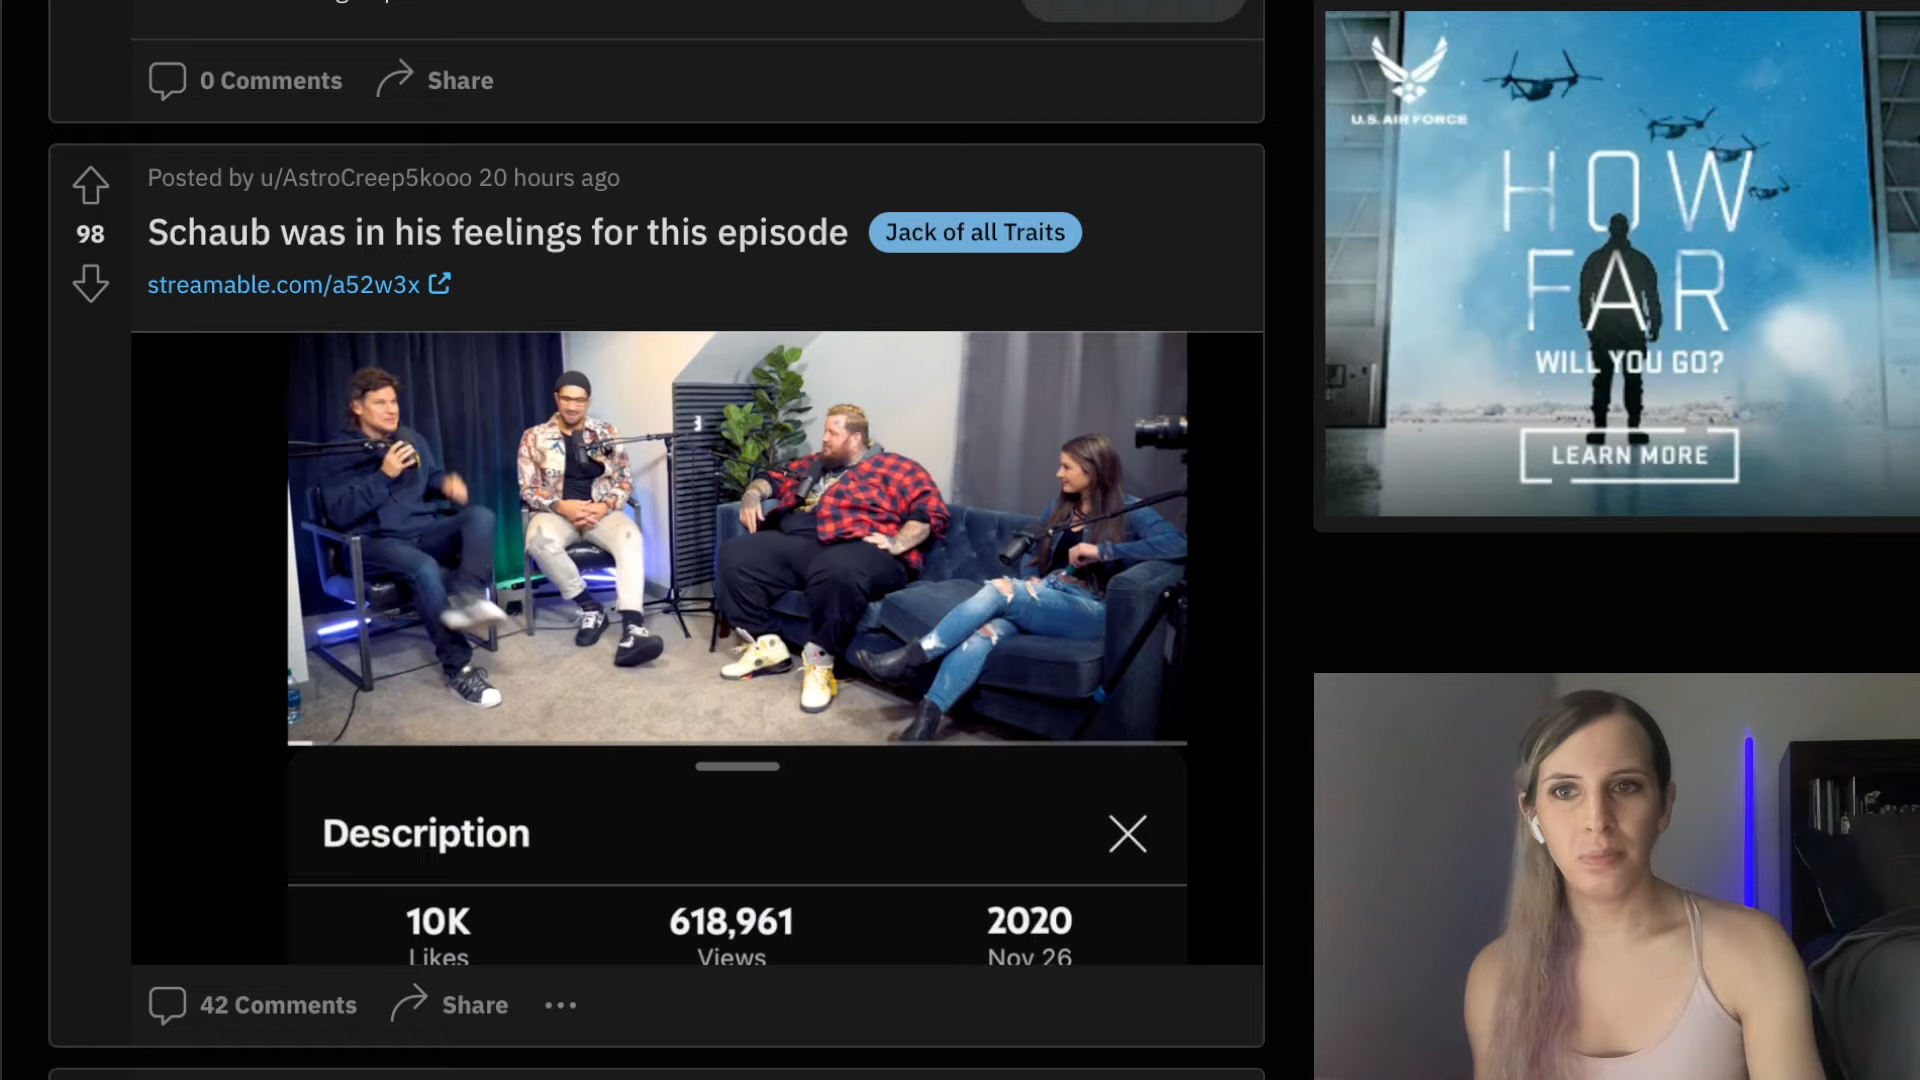 0 Comments
Share
Posted by u/AstroCreep5kooo 20 hours ago
98
Schaub was in his feelings for this episode
Jack of all Traits
streamable.com/a52w3x
Description
10K
618,961
2020
Likes
Views
Nov 26
42 Comments
Share
U.S. AIR FORCE
HOW
FAR
WILL YOU GO?
LEARN MORE